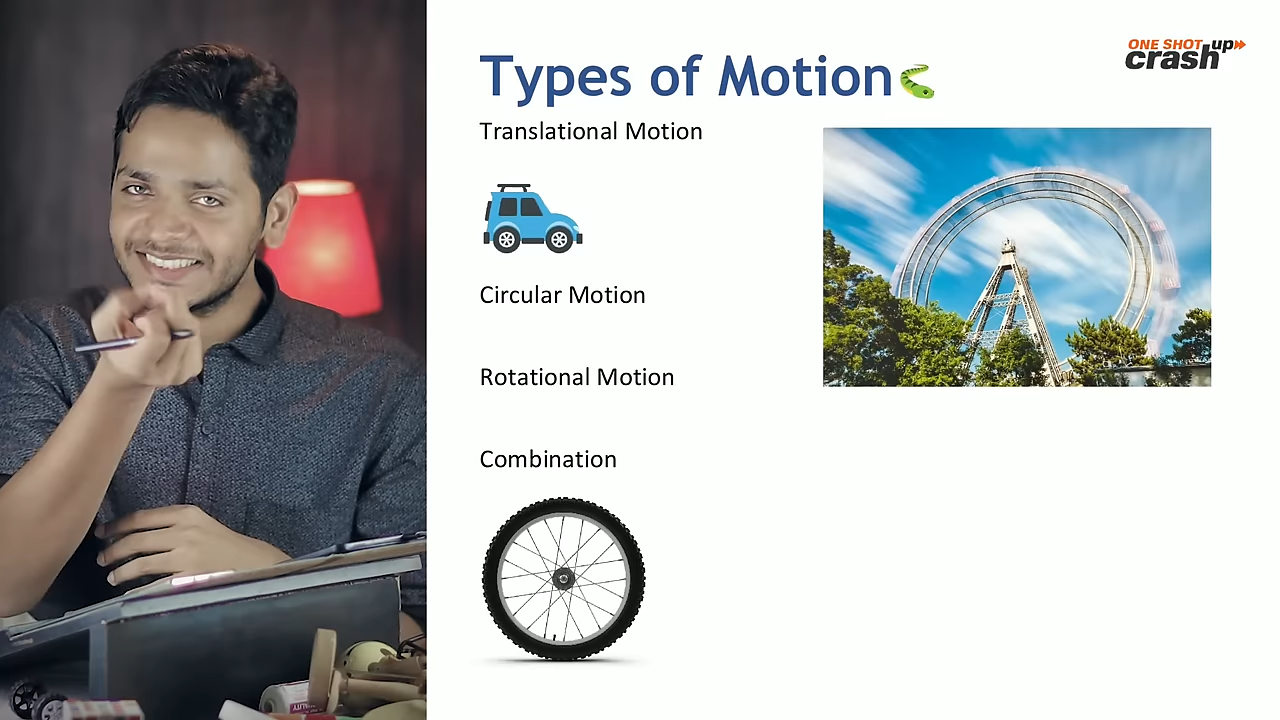 Types of Motion
ONE SHOT
crash up
Translational Motion
Circular Motion
Rotational Motion
Combination